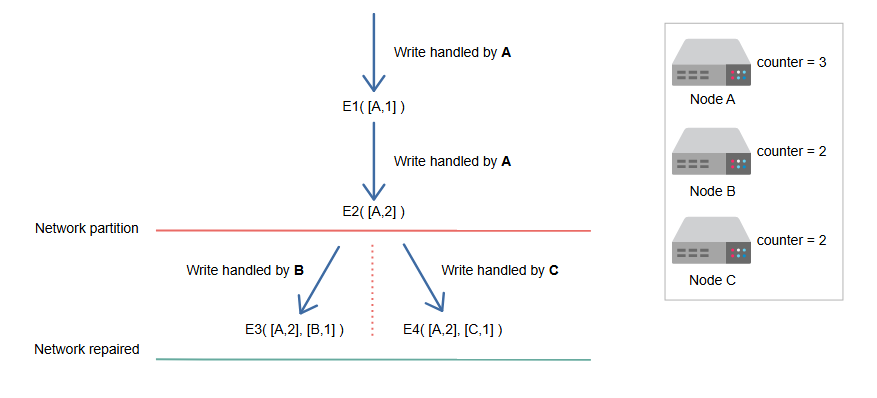 Write handled by A
E1( [A,1] )
Write handled by A
E2( [A,2] )
Network partition
Write handled by B
Write handled by C
E3( [A,2], [B,1] )
E4( [A,2], [C,1] )
Network repaired
counter = 3
Node A
counter = 2
Node B
counter = 2
Node C